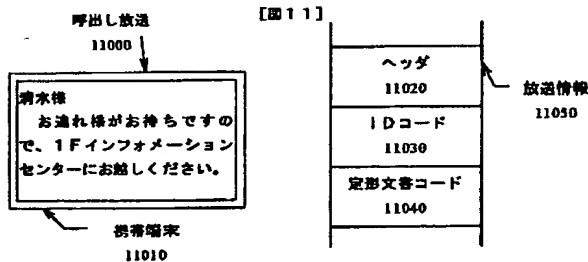 [図11]
呼出し放送
11000
清水様
お連れ様がお待ちですの
で、1Fインフォメーション
センターにお越しください。
携帯端末
11010
ヘッダ
11020
IDコード
11030
定形文書コード
11040
放送情報
11050